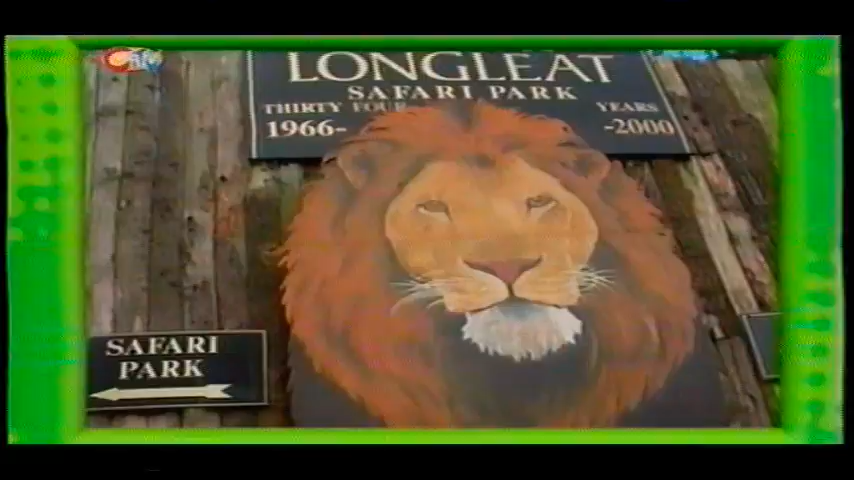 LONGLEAT
SAFARI PARK
THIRTY FOUR YEARS
1966- -2000
SAFARI
PARK